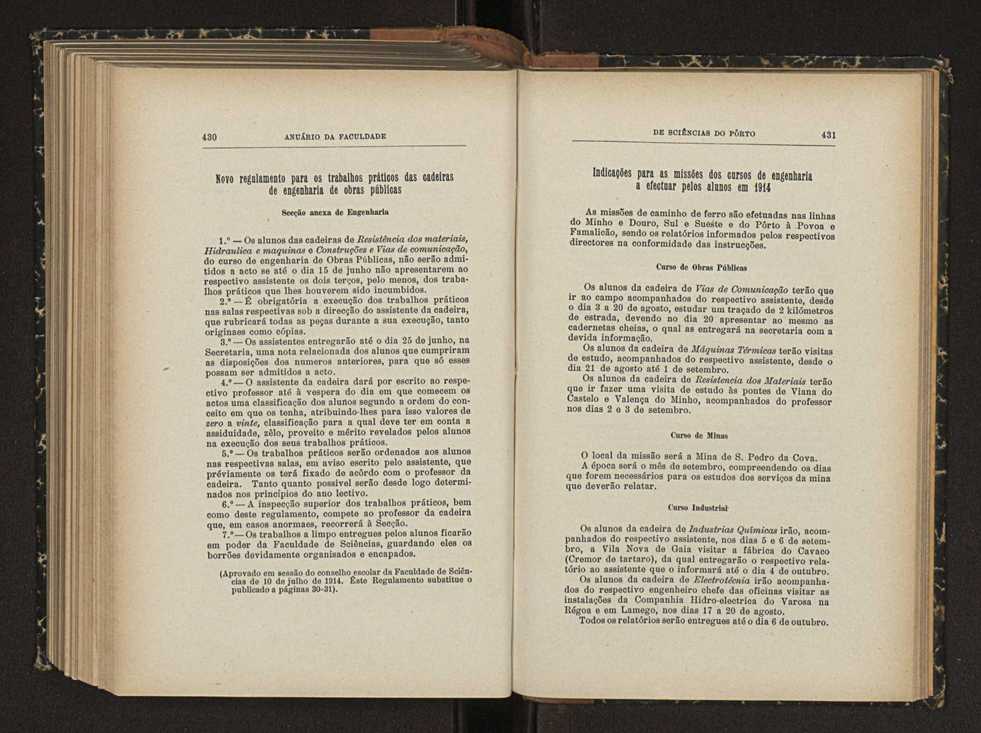 430 ANUÁRIO DA FACULDADE
Novo regulamento para os trabalhos práticos das cadeiras
de engenharia de obras públicas
Secção anexa de Engenharia
1.º — Os alunos das cadeiras de Resistência dos materiais,
Hidraulica e maquinas e Construções e Vias de comunicação,
do curso de engenharia de Obras Públicas, não serão admi-
tidos a acto se até o dia 15 de junho não apresentarem ao
respectivo assistente os dois terços, pelo menos, dos traba-
lhos práticos que lhes houverem sido incumbidos.
2.º — É obrigatória a execução dos trabalhos práticos
nas salas respectivas sob a direcção do assistente da cadeira,
que rubricará todas as peças durante a sua execução, tanto
originaes como cópias.
3.º — Os assistentes entregarão até o dia 25 de junho, na
Secretaria, uma nota relacionada dos alunos que cumpriram
as disposições dos numeros anteriores, para que só esses
possam ser admitidos a acto.
4.º — O assistente da cadeira dará por escrito ao respe-
ctivo professor até à vespera do dia em que comecem os
actos uma classificação dos alunos segundo a ordem do con-
ceito em que os tenha, atribuindo-lhes para isso valores de
zero a vinte, classificação para a qual deve ter em conta a
assiduidade, zêlo, proveito e mérito revelados pelos alunos
na execução dos seus trabalhos práticos.
5.º — Os trabalhos práticos serão ordenados aos alunos
nas respectivas salas, em aviso escrito pelo assistente, que
préviamente os terá fixado de acôrdo com o professor da
cadeira. Tanto quanto possivel serão desde logo determi-
nados nos princípios do ano lectivo.
6.º — A inspecção superior dos trabalhos práticos, bem
como deste regulamento, compete ao professor da cadeira
que, em casos anormaes, recorrerá à Secção.
7.º — Os trabalhos a limpo entregues pelos alunos ficarão
em poder da Faculdade de Sciências, guardando eles os
borrões devidamente organisados e encapados.
(Aprovado em sessão do conselho escolar da Faculdade de Sciên-
cias de 10 de julho de 1914. Êste Regulamento substitue o
publicado a páginas 30-31).
DE SCIÊNCIAS DO PÔRTO 431
Indicações para as missões dos cursos de engenharia
a efectuar pelos alunos em 1914
As missões de caminho de ferro são efetuadas nas linhas
do Minho e Douro, Sul e Sueste e do Pôrto à Povoa e
Famalicão, sendo os relatórios informados pelos respectivos
directores na conformidade das instrucções.
Curso de Obras Públicas
Os alunos da cadeira de Vias de Comunicação terão que
ir ao campo acompanhados do respectivo assistente, desde
o dia 3 a 20 de agosto, estudar um traçado de 2 kilómetros
de estrada, devendo no dia 20 apresentar ao mesmo as
cadernetas cheias, o qual as entregará na secretaria com a
devida informação.
Os alunos da cadeira de Máquinas Térmicas terão visitas
de estudo, acompanhados do respectivo assistente, desde o
dia 21 de agosto até 1 de setembro.
Os alunos da cadeira de Resistencia dos Materiais terão
que ir fazer uma visita de estudo às pontes de Viana do
Castelo e Valença do Minho, acompanhados do professor
nos dias 2 e 3 de setembro.
Curso de Minas
O local da missão será a Mina de S. Pedro da Cova.
A época será o mês de setembro, compreendendo os dias
que forem necessários para os estudos dos serviços da mina
que deverão relatar.
Curso Industrial
Os alunos da cadeira de Industrias Químicas irão, acom-
panhados do respectivo assistente, nos dias 5 e 6 de setem-
bro, a Vila Nova de Gaia visitar a fábrica do Cavaco
(Cremor de tartaro), da qual entregarão o respectivo rela-
tório ao assistente que o informará até o dia 4 de outubro.
Os alunos da cadeira de Electrotécnia irão acompanha-
dos do respectivo engenheiro chefe das oficinas visitar as
instalações da Companhia Hidro-electrica do Varosa na
Régoa e em Lamego, nos dias 17 a 20 de agosto.
Todos os relatórios serão entregues até o dia 6 de outubro.